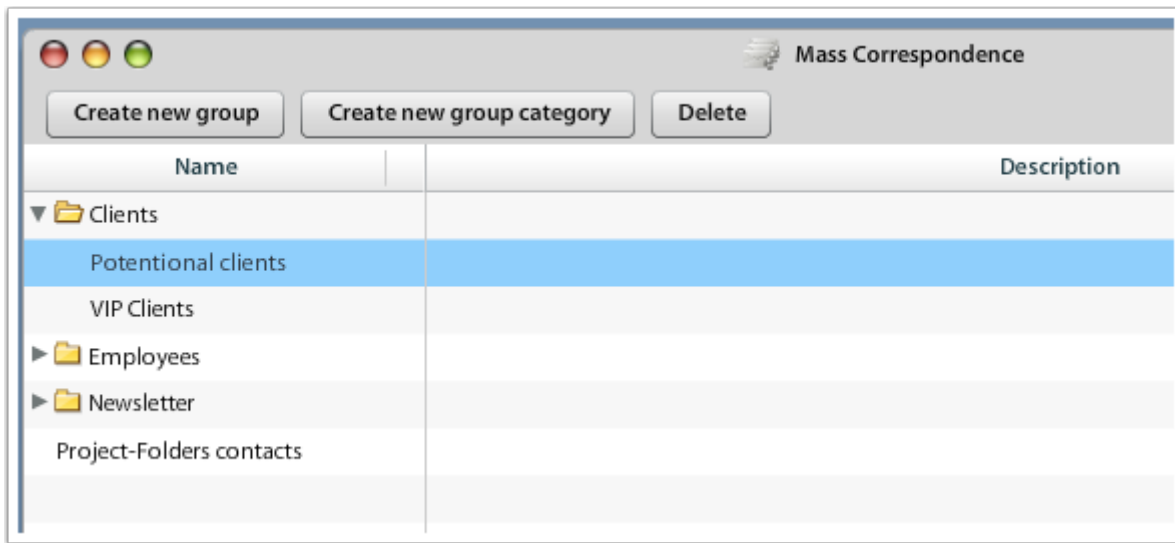 Mass Correspondence
Create new group Create new group category Delete
Name Description
Clients
Potentional clients
VIP Clients
Employees
Newsletter
Project-Folders contacts